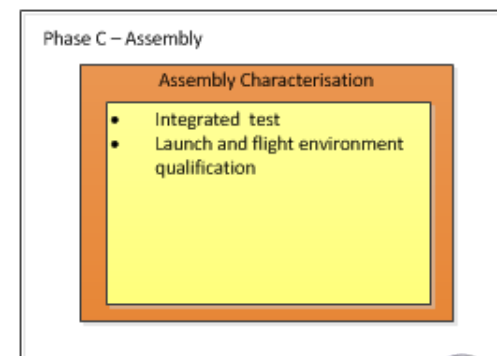 Phase C – Assembly
Assembly Characterisation
• Integrated test
• Launch and flight environment
qualification